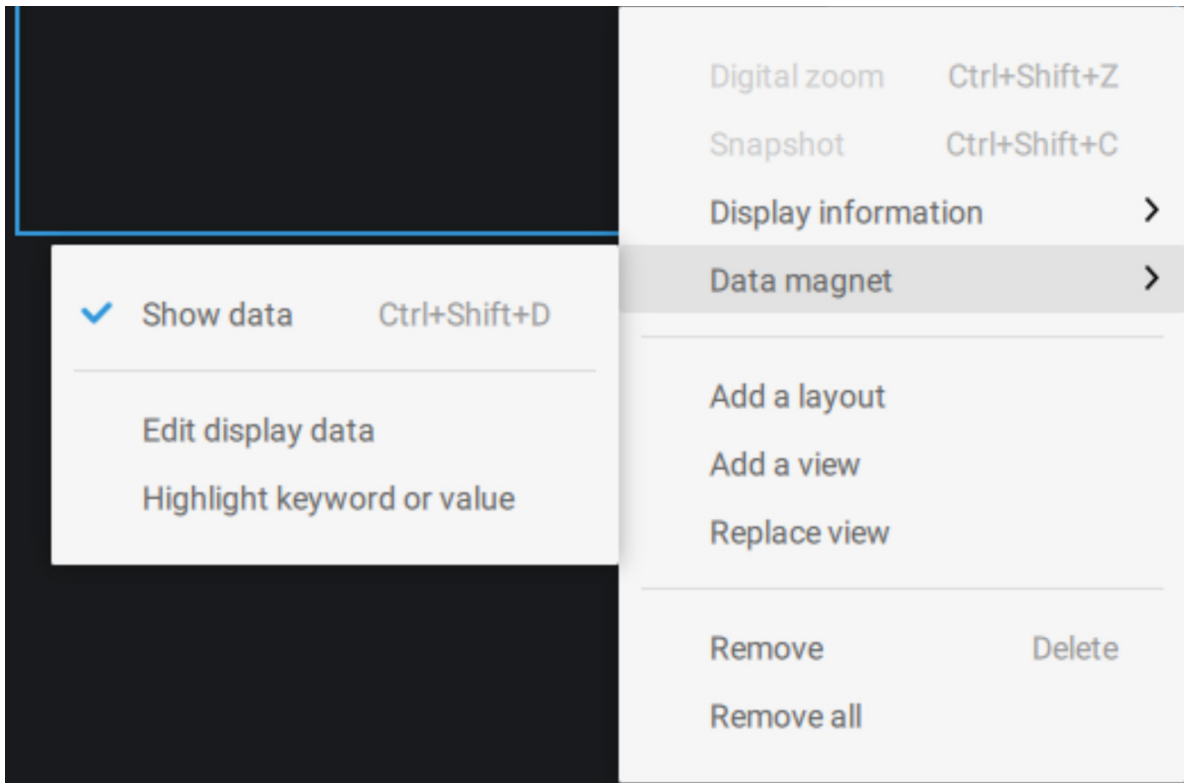 Digital zoom Ctrl+Shift+Z
Snapshot Ctrl+Shift+C
Display information
Data magnet
Show data Ctrl+Shift+D
Edit display data
Highlight keyword or value
Add a layout
Add a view
Replace view
Remove Delete
Remove all